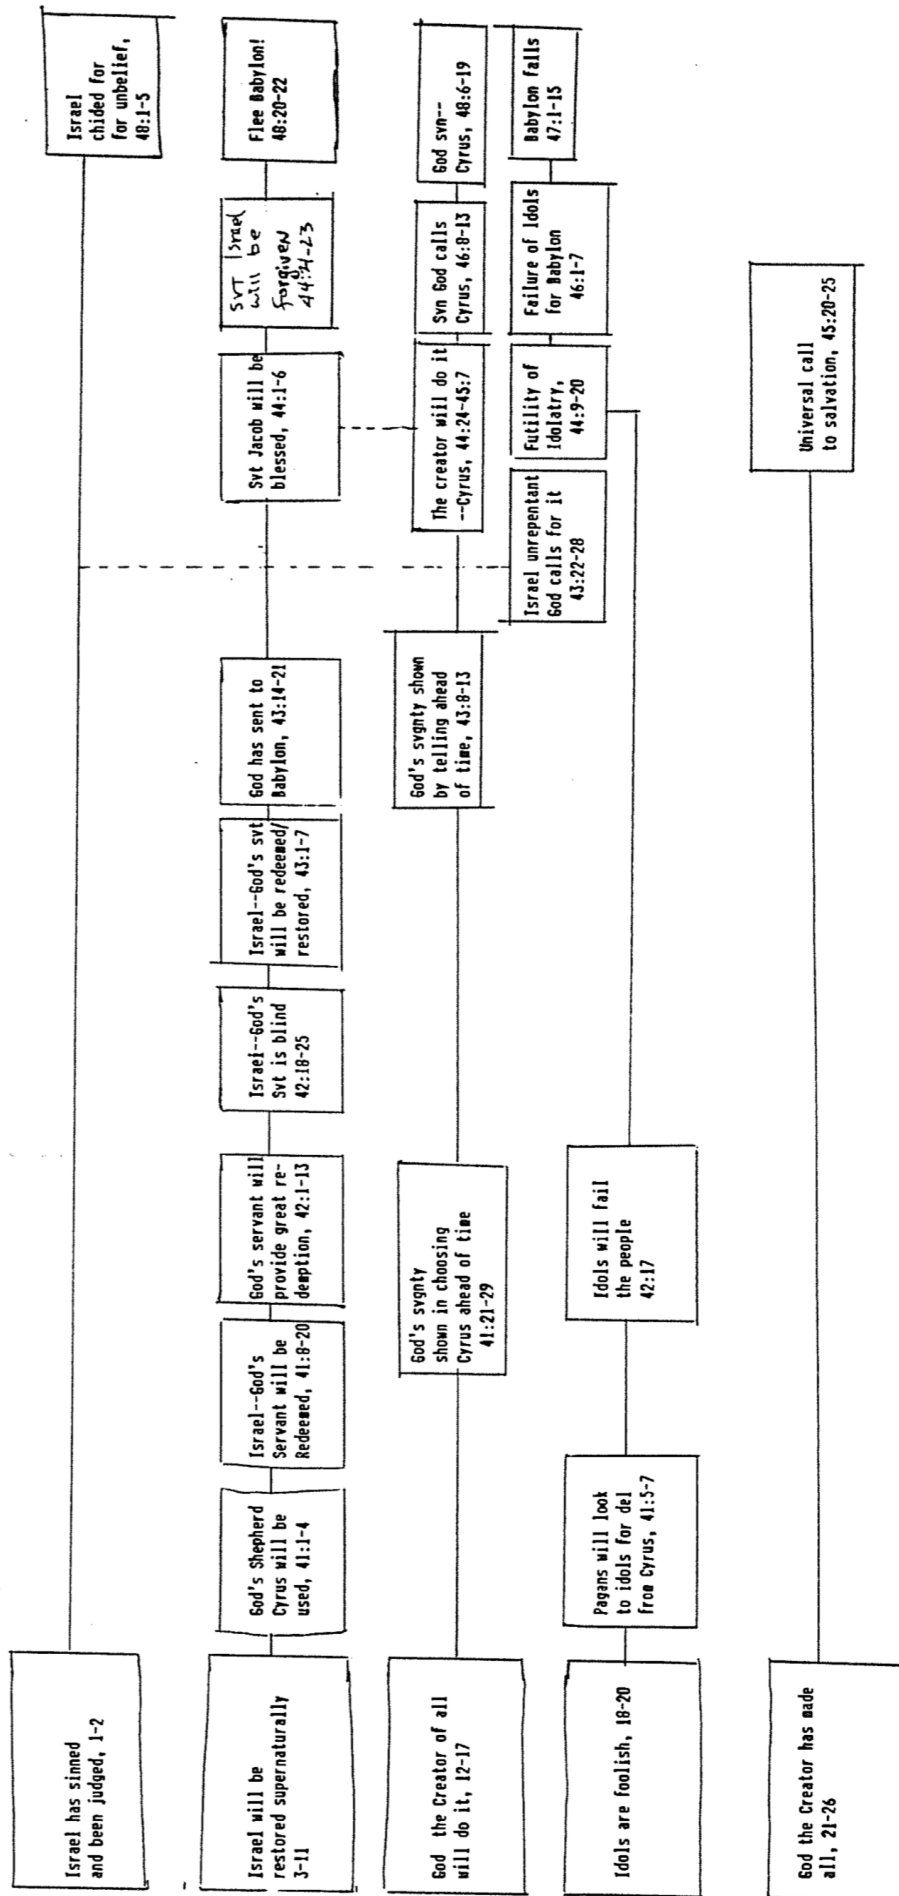 Israel has sinned
and been judged, 1-2
Israel
chided for
for unbelief,
48:1-5
Israel will be
restored supernaturally
3-11
God's Shepherd
Cyrus will be
used, 41:1-4
Israel--God's
Servant will be
Redeemed, 41:8-20
God's servant will
provide great re-
demption, 42:1-13
Israel--God's
Svt is blind
42:18-25
Israel--God's svt
will be redeemed/
restored, 43:1-7
God has sent to
Babylon, 43:14-21
Svt Jacob will be
blessed, 44:1-6
SVT Israel
will be
forgiven
44:21-23
Flee Babylon!
48:20-22
God the Creator of all
will do it, 12-17
God's svgnty
shown in choosing
Cyrus ahead of time
41:21-29
God's svgnty shown
by telling ahead
of time, 43:8-13
The creator will do it
--Cyrus, 44:24-45:7
Svn God calls
Cyrus, 46:8-13
God svn--
Cyrus, 48:6-19
Idols are foolish, 18-20
Pagans will look
to idols for del
from Cyrus, 41:5-7
Idols will fail
the people
42:17
Israel unrepentant
God calls for it
43:22-28
Futility of
Idolatry,
44:9-20
Failure of Idols
for Babylon
46:1-7
Babylon falls
47:1-15
God the Creator has made
all, 21-26
Universal call
to salvation, 45:20-25